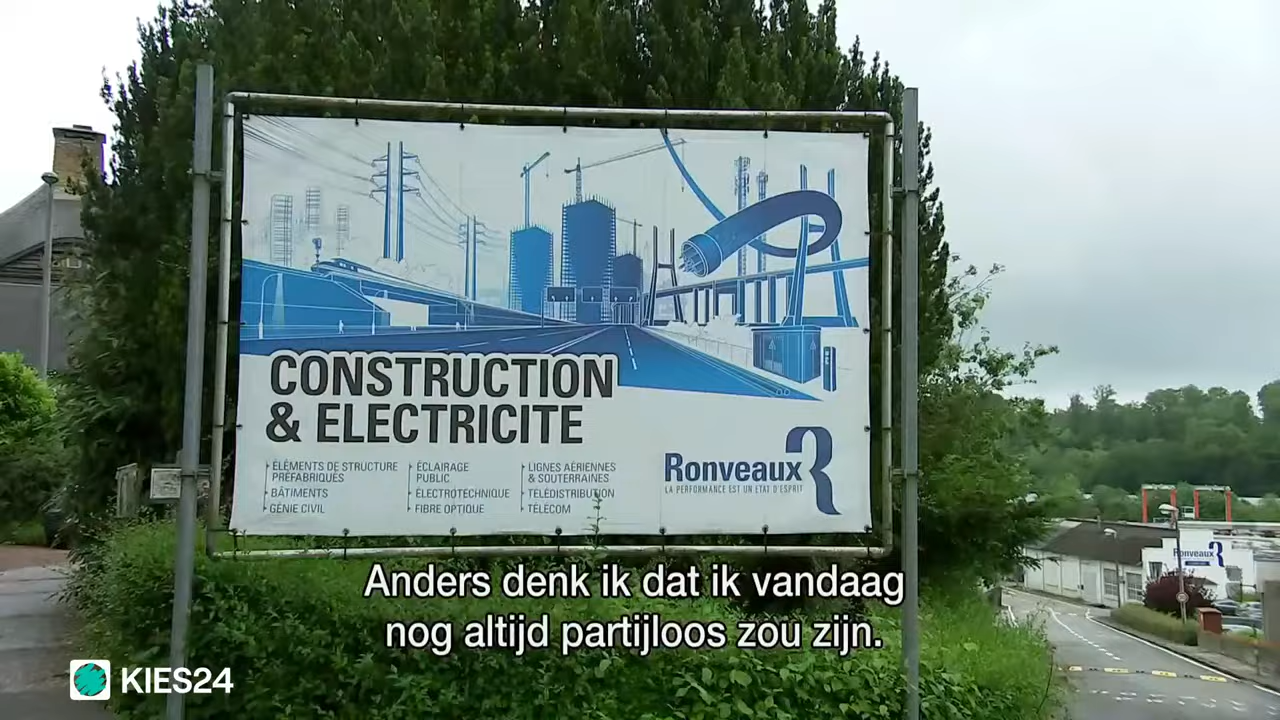 CONSTRUCTION
& ELECTRICITE
ÉLÉMENTS DE STRUCTURE
PRÉFABRIQUÉS
BÂTIMENTS
GÉNIE CIVIL
ÉCLAIRAGE
PUBLIC
ÉLECTROTECHNIQUE
FIBRE OPTIQUE
LIGNES AÉRIENNES
& SOUTERRAINES
TÉLÉDISTRIBUTION
TÉLÉCOM
Ronveaux
LA PERFORMANCE EST UN ETAT D'ESPRIT
Ronveaux
Anders denk ik dat ik vandaag
nog altijd partijloos zou zijn.
KIES24